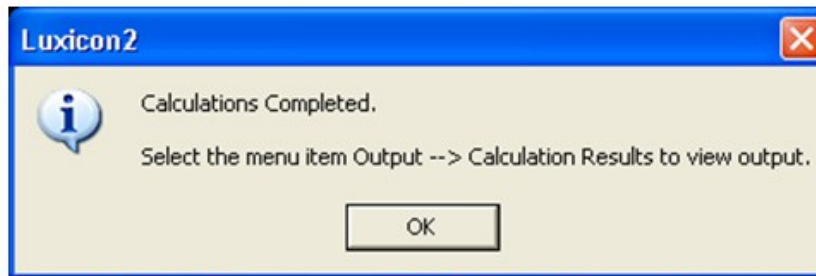 Luxicon2
Calculations Completed.
Select the menu item Output --> Calculation Results to view output.
OK